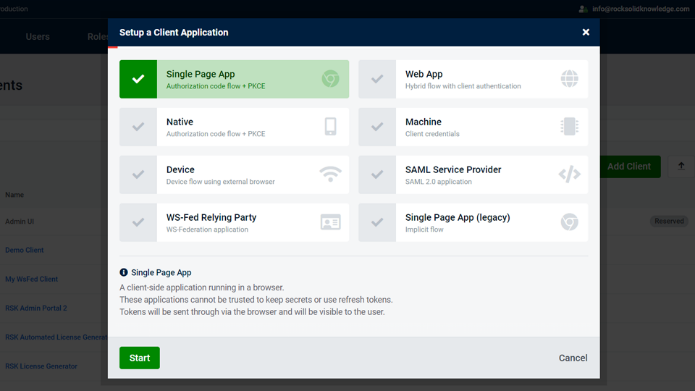 roduction
info@rocksolidknowledge.com
Users
Roles
Setup a Client Application
ents
Single Page App
Authorization code flow + PKCE
Web App
Hybrid flow with client authentication
Native
Authorization code flow + PKCE
Machine
Client credentials
Add Client
Device
Device flow using external browser
SAML Service Provider
SAML 2.0 application
Name
WS-Fed Relying Party
WS-Federation application
Single Page App (legacy)
Implicit flow
Admin UI
Reserved
Demo Client
Single Page App
My WsFed Client
A client-side application running in a browser.
These applications cannot be trusted to keep secrets or use refresh tokens.
Tokens will be sent through via the browser and will be visible to the user.
RSK Admin Portal 2
RSK Automated License Generat
Start
Cancel
RSK License Generator